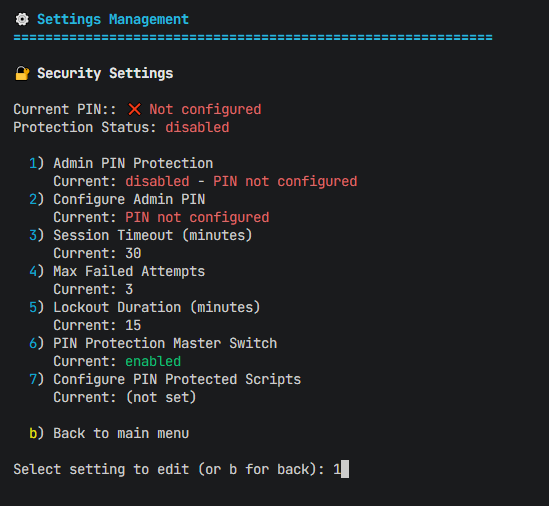 ⚙ Settings Management
============================================================
🔐 Security Settings
Current PIN:: ❌ Not configured
Protection Status: disabled
1) Admin PIN Protection
Current: disabled - PIN not configured
2) Configure Admin PIN
Current: PIN not configured
3) Session Timeout (minutes)
Current: 30
4) Max Failed Attempts
Current: 3
5) Lockout Duration (minutes)
Current: 15
6) PIN Protection Master Switch
Current: enabled
7) Configure PIN Protected Scripts
Current: (not set)
b) Back to main menu
Select setting to edit (or b for back): 1